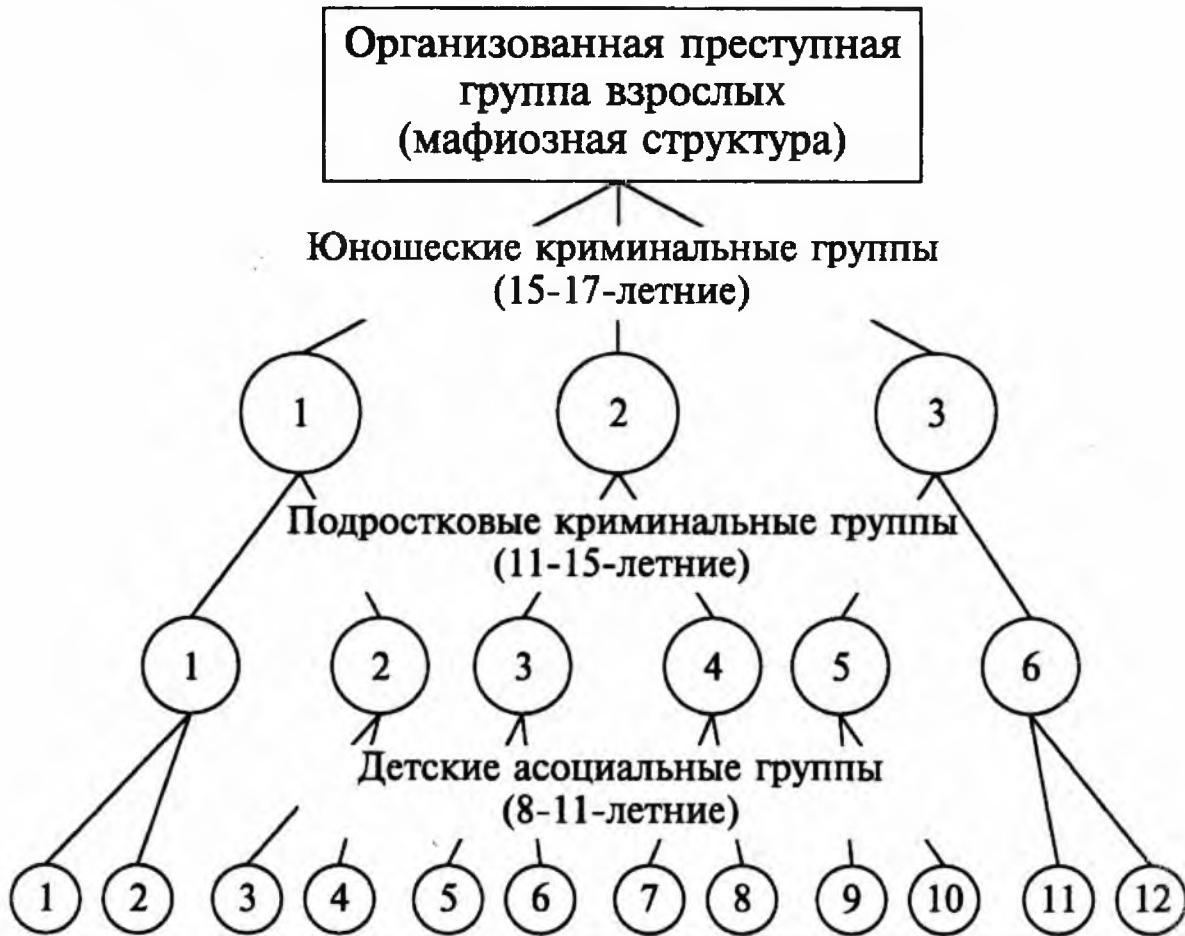 Организованная преступная
группа взрослых
(мафиозная структура)
Юношеские криминальные группы
(15-17-летние)
1 2 3
Подростковые криминальные группы
(11-15-летние)
1 2 3 4 5 6
Детские асоциальные группы
(8-11-летние)
1 2 3 4 5 6 7 8 9 10 11 12